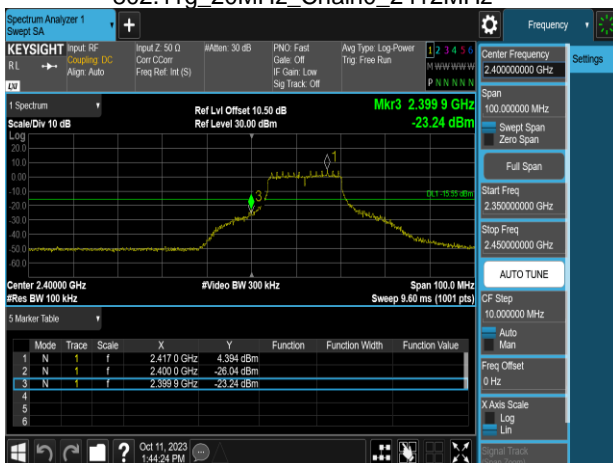 802.11g_20MHz_Chain0_2412MHz
Spectrum Analyzer 1
Swept SA
Frequency
KEYSIGHT
RL
LXI
Input: RF
Coupling: DC
Align: Auto
Input Z: 50 Ω
Corr CCorr
Freq Ref: Int (S)
#Atten: 30 dB
PNO: Fast
Gate: Off
IF Gain: Low
Sig Track: Off
Avg Type: Log-Power
Trig: Free Run
1 2 3 4 5 6
M W W W W W
P N N N N N
Center Frequency
2.400000000 GHz
Settings
Span
100.000000 MHz
Swept Span
Zero Span
Full Span
Start Freq
2.350000000 GHz
Stop Freq
2.450000000 GHz
AUTO TUNE
CF Step
10.000000 MHz
Auto
Man
Freq Offset
0 Hz
X Axis Scale
Log
Lin
Signal Track
1 Spectrum
Scale/Div 10 dB
Ref Lvl Offset 10.50 dB
Ref Level 30.00 dBm
Mkr3 2.399 9 GHz
-23.24 dBm
Log
20.0
10.0
0.00
-10.0
-20.0
-30.0
-40.0
-50.0
-60.0
1
3
DL1 -15.55 dBm
Center 2.40000 GHz
#Video BW 300 kHz
Span 100.0 MHz
#Res BW 100 kHz
Sweep 9.60 ms (1001 pts)
5 Marker Table
Mode Trace Scale X Y Function Function Width Function Value
1 N 1 f 2.417 0 GHz 4.394 dBm
2 N 1 f 2.400 0 GHz -26.04 dBm
3 N 1 f 2.399 9 GHz -23.24 dBm
4
5
6
?
Oct 11, 2023
1:44:24 PM